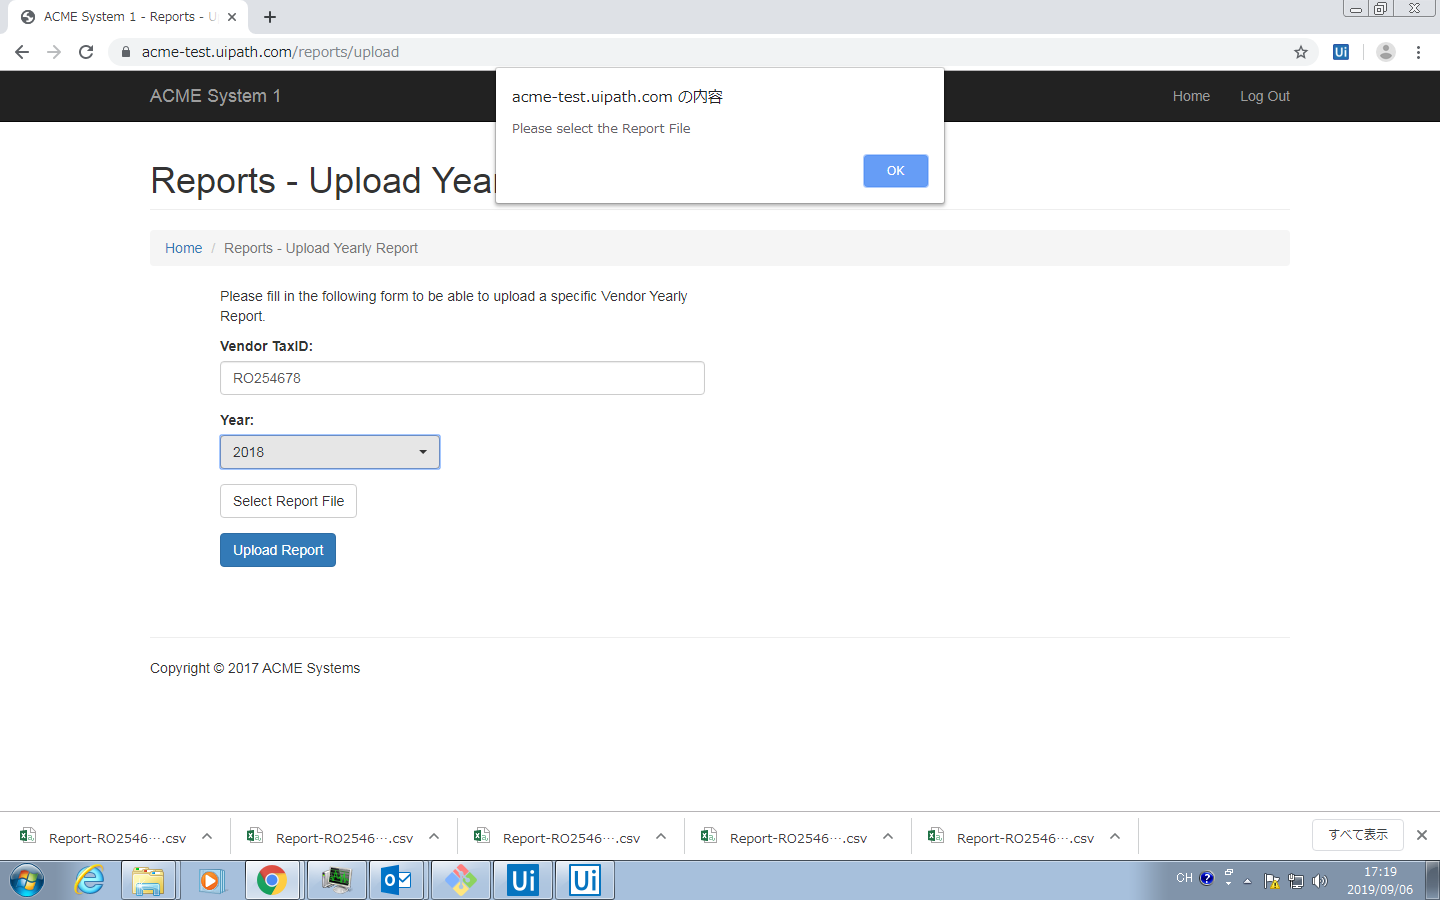 ACME System 1 - Reports - U
acme-test.uipath.com/reports/upload
Ui
ACME System 1
Home
Log Out
acme-test.uipath.com の内容
Please select the Report File
OK
Reports - Upload Year
Home / Reports - Upload Yearly Report
Please fill in the following form to be able to upload a specific Vendor Yearly
Report.
Vendor TaxID:
RO254678
Year:
2018
Select Report File
Upload Report
Copyright © 2017 ACME Systems
Report-RO2546….csv
Report-RO2546….csv
Report-RO2546….csv
Report-RO2546….csv
Report-RO2546….csv
すべて表示
Ui
Ui
CH
17:19
2019/09/06